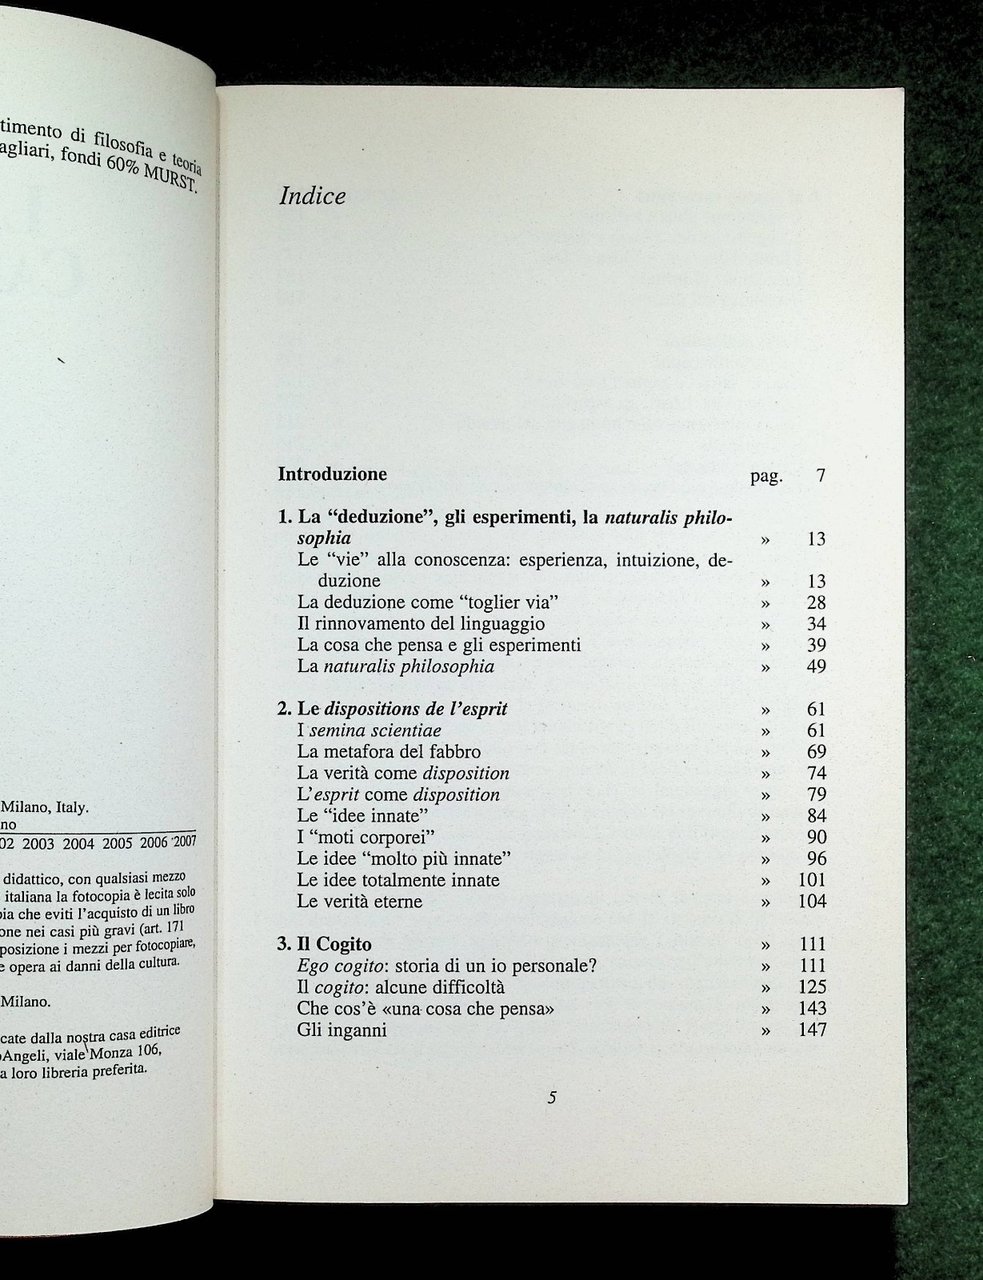 timento di filosofia e teoria
agliari, fondi 60% MURST.
Milano, Italy.
no
02 2003 2004 2005 2006 2007
didattico, con qualsiasi mezzo
italiana la fotocopia è lecita solo
pia che eviti l'acquisto di un libro
one nei casi più gravi (art. 171
posizione i mezzi per fotocopiare,
e opera ai danni della cultura.
Milano.
cate dalla nostra casa editrice
oAngeli, viale Monza 106,
a loro libreria preferita.
Indice
Introduzione pag. 7
1. La “deduzione”, gli esperimenti, la naturalis philo-
sophia » 13
Le “vie” alla conoscenza: esperienza, intuizione, de-
duzione » 13
La deduzione come “toglier via” » 28
Il rinnovamento del linguaggio » 34
La cosa che pensa e gli esperimenti » 39
La naturalis philosophia » 49
2. Le dispositions de l’esprit » 61
I semina scientiae » 61
La metafora del fabbro » 69
La verità come disposition » 74
L’esprit come disposition » 79
Le “idee innate” » 84
I “moti corporei” » 90
Le idee “molto più innate” » 96
Le idee totalmente innate » 101
Le verità eterne » 104
3. Il Cogito » 111
Ego cogito: storia di un io personale? » 111
Il cogito: alcune difficoltà » 125
Che cos’è «una cosa che pensa» » 143
Gli inganni » 147
5